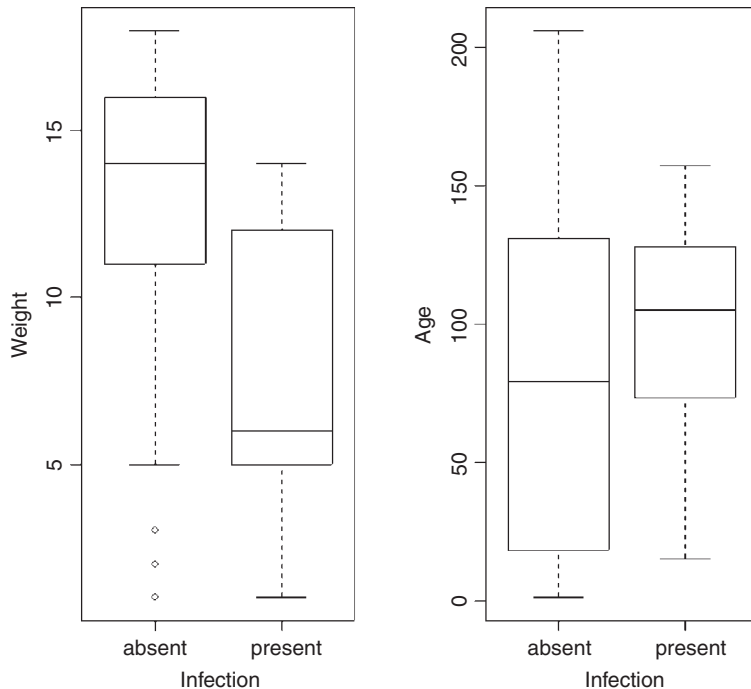 Weight
15
10
5
absent
present
Infection
Age
200
150
100
50
0
absent
present
Infection